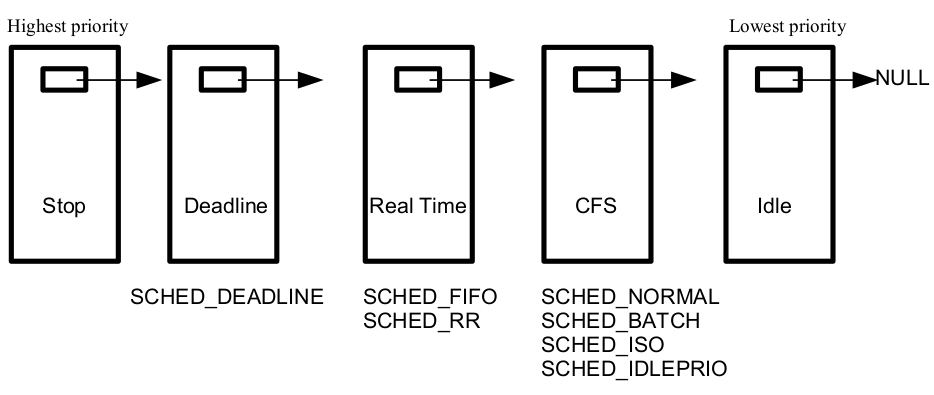 Highest priority
Lowest priority
NULL
Stop
Deadline
Real Time
CFS
Idle
SCHED_DEADLINE
SCHED_FIFO
SCHED_RR
SCHED_NORMAL
SCHED_BATCH
SCHED_ISO
SCHED_IDLEPRIO